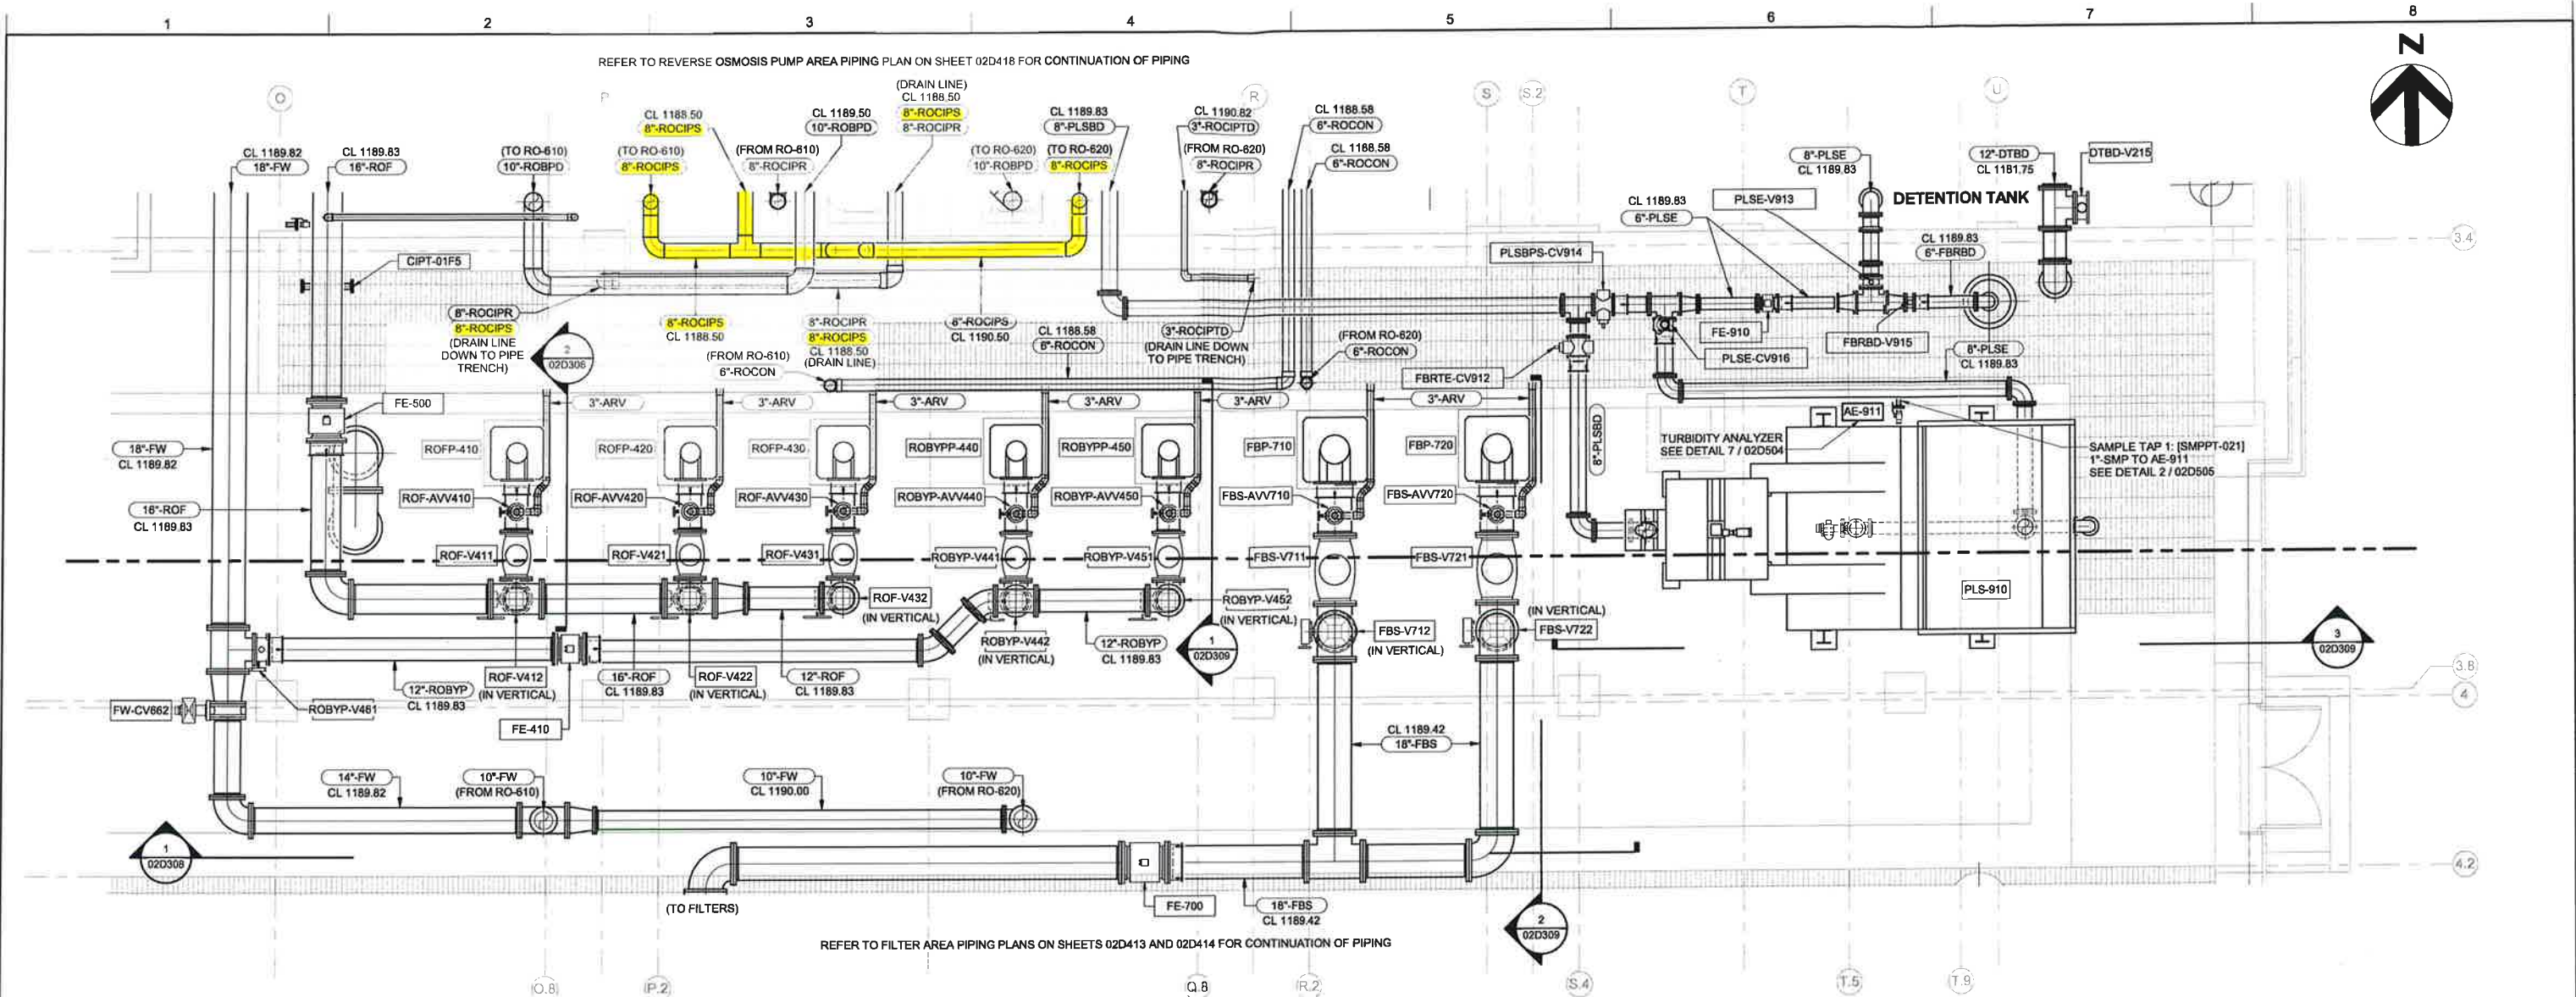 1 2 3 4 5 6 7 8
REFER TO REVERSE OSMOSIS PUMP AREA PIPING PLAN ON SHEET 02D418 FOR CONTINUATION OF PIPING
N
O
P
R
S
S.2
T
U
CL 1189.82
18"-FW
CL 1189.83
16"-ROF
(TO RO-610)
10"-ROBPD
CL 1188.50
8"-ROCIPS
(TO RO-610)
8"-ROCIPS
(FROM RO-610)
8"-ROCIPR
CL 1189.50
10"-ROBPD
(DRAIN LINE)
CL 1188.50
8"-ROCIPS
8"-ROCIPR
(TO RO-620)
10"-ROBPD
CL 1189.83
8"-PLSBD
(TO RO-620)
8"-ROCIPS
CL 1190.82
3"-ROCIPTD
(FROM RO-620)
8"-ROCIPR
CL 1188.58
6"-ROCON
CL 1188.58
6"-ROCON
8"-PLSE
CL 1189.83
12"-DTBD
CL 1181.75
DTBD-V215
PLSE-V913
DETENTION TANK
CL 1189.83
6"-PLSE
CL 1189.83
6"-FBRBD
3.4
PLSBPS-CV914
CIPT-01F5
8"-ROCIPR
8"-ROCIPS
(DRAIN LINE
DOWN TO PIPE
TRENCH)
2
02D308
8"-ROCIPS
CL 1188.50
8"-ROCIPR
8"-ROCIPS
CL 1188.50
(DRAIN LINE)
8"-ROCIPS
CL 1190.50
CL 1188.58
6"-ROCON
3"-ROCIPTD
(DRAIN LINE DOWN
TO PIPE TRENCH)
(FROM RO-620)
6"-ROCON
(FROM RO-610)
6"-ROCON
FE-910
PLSE-CV916
FBRBD-V915
8"-PLSE
CL 1189.83
FBRTE-CV912
FE-500
3"-ARV
3"-ARV
3"-ARV
3"-ARV
3"-ARV
3"-ARV
8"-PLSBD
AE-911
TURBIDITY ANALYZER
SEE DETAIL 7 / 02D504
SAMPLE TAP 1: [SMPPT-021]
1"-SMP TO AE-911
SEE DETAIL 2 / 02D505
18"-FW
CL 1189.82
ROFP-410
ROFP-420
ROFP-430
ROBYPP-440
ROBYPP-450
FBP-710
FBP-720
ROF-AVV410
ROF-AVV420
ROF-AVV430
ROBYP-AVV440
ROBYP-AVV450
FBS-AVV710
FBS-AVV720
16"-ROF
CL 1189.83
ROF-V411
ROF-V421
ROF-V431
ROBYP-V441
ROBYP-V451
FBS-V711
FBS-V721
PLS-910
ROF-V432
(IN VERTICAL)
ROBYP-V452
(IN VERTICAL)
ROBYP-V442
(IN VERTICAL)
FBS-V712
(IN VERTICAL)
(IN VERTICAL)
FBS-V722
12"-ROBYP
CL 1189.83
1
02D309
3
02D309
3.8
4
12"-ROBYP
CL 1189.83
ROF-V412
(IN VERTICAL)
16"-ROF
CL 1189.83
ROF-V422
(IN VERTICAL)
12"-ROF
CL 1189.83
FW-CV662
ROBYP-V461
FE-410
CL 1189.42
18"-FBS
14"-FW
CL 1189.82
10"-FW
(FROM RO-610)
10"-FW
CL 1190.00
10"-FW
(FROM RO-620)
1
02D308
4.2
(TO FILTERS)
FE-700
18"-FBS
CL 1189.42
2
02D309
REFER TO FILTER AREA PIPING PLANS ON SHEETS 02D413 AND 02D414 FOR CONTINUATION OF PIPING
O.8
P.2
Q.8
R.2
S.4
T.5
T.9